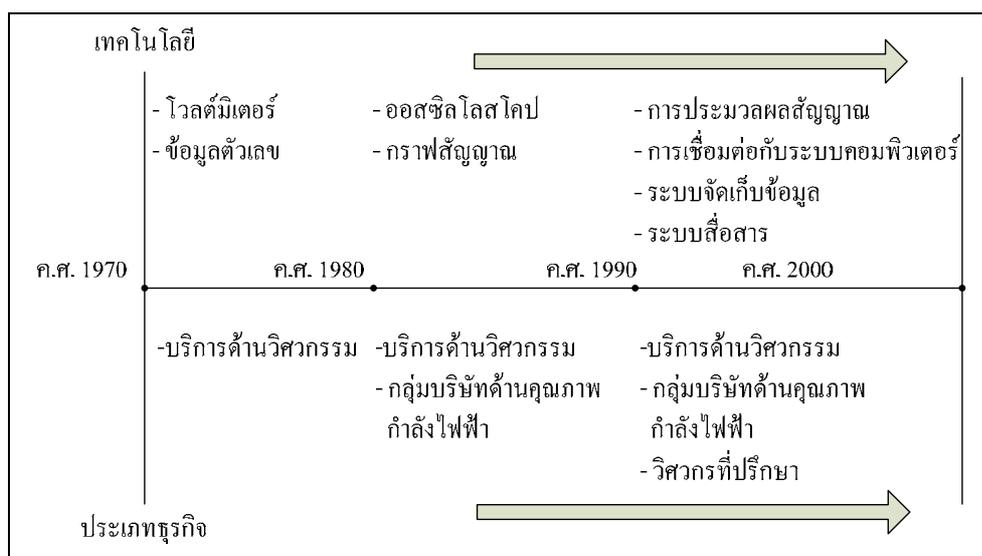 เทคโนโลยี
- โวลต์มิเตอร์
- ข้อมูลตัวเลข
- ออสซิลโลสโคป
- กราฟสัญญาณ
- การประมวลผลสัญญาณ
- การเชื่อมต่อกับระบบคอมพิวเตอร์
- ระบบจัดเก็บข้อมูล
- ระบบสื่อสาร
ค.ศ. 1970
ค.ศ. 1980
ค.ศ. 1990
ค.ศ. 2000
-บริการด้านวิศวกรรม
-บริการด้านวิศวกรรม
- กลุ่มบริษัทด้านคุณภาพ
กำลังไฟฟ้า
-บริการด้านวิศวกรรม
- กลุ่มบริษัทด้านคุณภาพ
กำลังไฟฟ้า
- วิศวกรที่ปรึกษา
ประเภทธุรกิจ